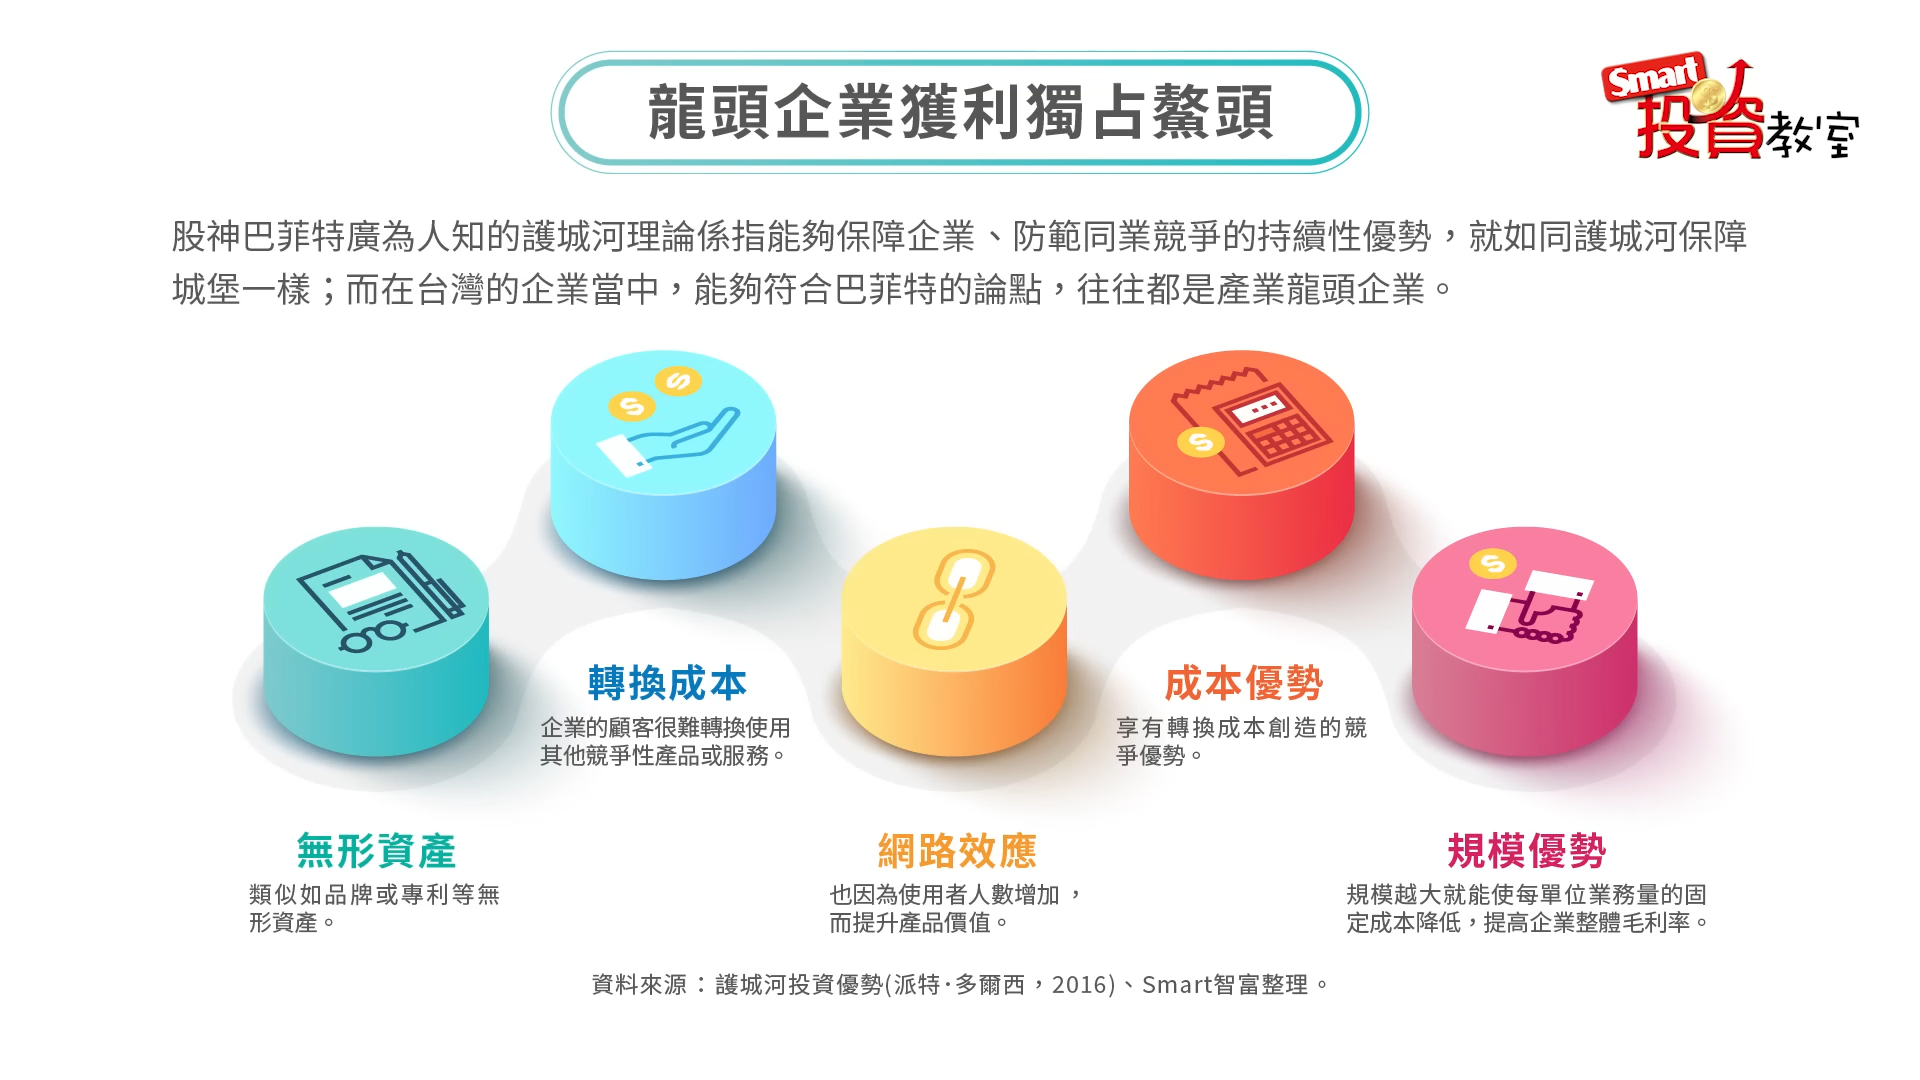 龍頭企業獲利獨占鰲頭
Smart
投資教室
股神巴菲特廣為人知的護城河理論係指能夠保障企業、防範同業競爭的持續性優勢，就如同護城河保障
城堡一樣；而在台灣的企業當中，能夠符合巴菲特的論點，往往都是產業龍頭企業。
轉換成本
企業的顧客很難轉換使用
其他競爭性產品或服務。
成本優勢
享有轉換成本創造的競
爭優勢。
無形資產
類似如品牌或專利等無
形資產。
網路效應
也因為使用者人數增加，
而提升產品價值。
規模優勢
規模越大就能使每單位業務量的固
定成本降低，提高企業整體毛利率。
資料來源：護城河投資優勢(派特·多爾西，2016)、Smart智富整理。